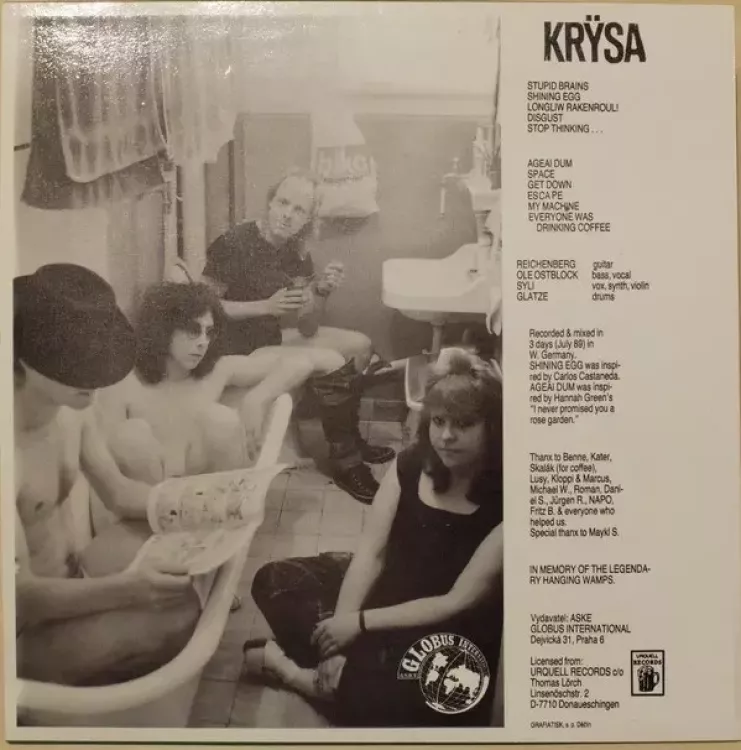 KRŸSA
STUPID BRAINS
SHINING EGG
LONGLIW RAKENROUL!
DISGUST
STOP THINKING . . .
AGEAI DUM
SPACE
GET DOWN
ESCAPE
MY MACHINE
EVERYONE WAS
DRINKING COFFEE
REICHENBERG guitar
OLE OSTBLOCK bass, vocal
SYLI vox, synth, violin
GLATZE drums
Recorded & mixed in
3 days (July 89) in
W. Germany.
SHINING EGG was inspi-
red by Carlos Castaneda.
AGEAI DUM was inspi-
red by Hannah Green's
"I never promised you a
rose garden."
Thanx to Benne, Kater,
Skalák (for coffee),
Lusy, Kloppi & Marcus,
Michael W., Roman, Dani-
el S., Jürgen R., NAPO,
Fritz B. & everyone who
helped us.
Special thanx to Maykl S.
IN MEMORY OF THE LEGENDA-
RY HANGING WAMPS.
Vydavatel: ASKE
GLOBUS INTERNATIONAL
Dejvická 31, Praha 6
Licensed from:
URQUELL RECORDS c/o
Thomas Lörch
Linsenöschstr. 2
D-7710 Donaueschingen
URQUELL
RECORDS
GRAFIATISK, s. p. Děčín
GLOBUS INTERNATIONAL